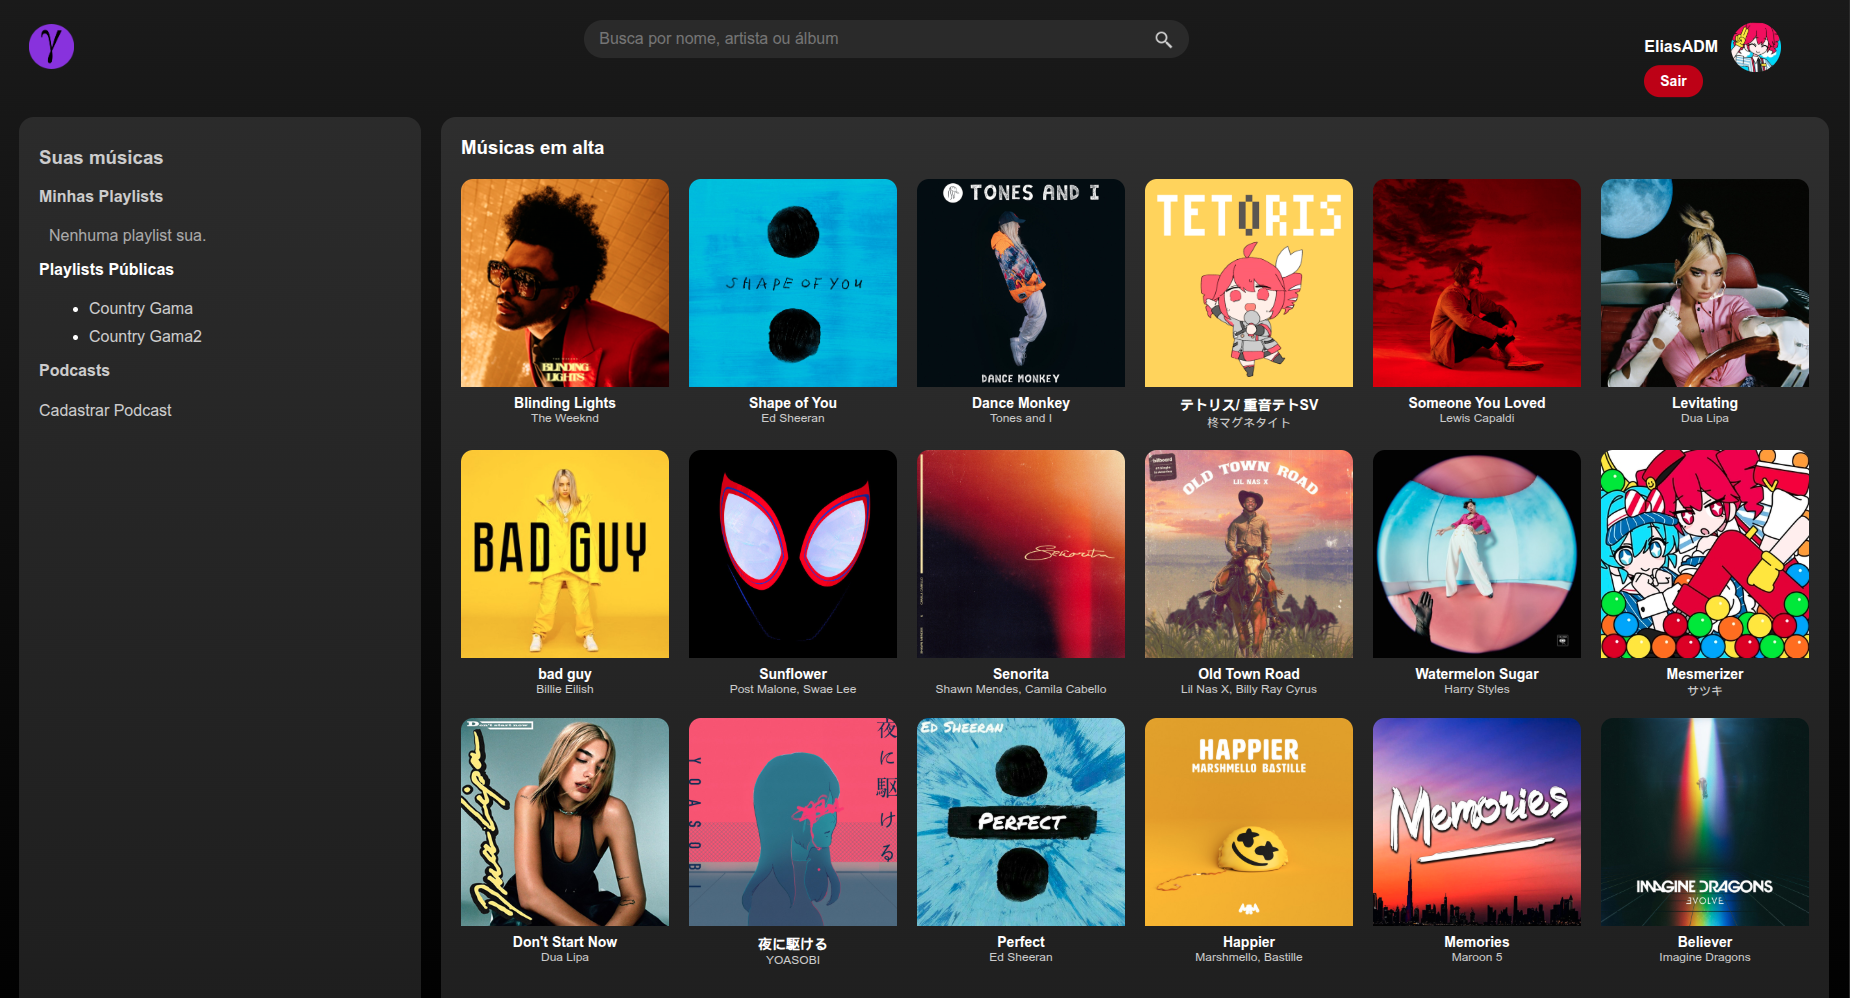 γ
Busca por nome, artista ou álbum
EliasADM
Sair
Suas músicas
Minhas Playlists
Nenhuma playlist sua.
Playlists Públicas
Country Gama
Country Gama2
Podcasts
Cadastrar Podcast
Músicas em alta
BLINDING LIGHTS
SHAPE OF YOU
TONES AND I
DANCE MONKEY
TETORIS
Blinding Lights
The Weeknd
Shape of You
Ed Sheeran
Dance Monkey
Tones and I
テトリス/ 重音テトSV
柊マグネタイト
Someone You Loved
Lewis Capaldi
Levitating
Dua Lipa
BAD GUY
Señorita
billboard
OLD TOWN ROAD
LIL NAS X
bad guy
Billie Eilish
Sunflower
Post Malone, Swae Lee
Senorita
Shawn Mendes, Camila Cabello
Old Town Road
Lil Nas X, Billy Ray Cyrus
Watermelon Sugar
Harry Styles
Mesmerizer
サツキ
Don't start now
Dua Lipa
夜に駆ける
YOASOBI
ED SHEERAN
PERFECT
HAPPIER
MARSHMELLO BASTILLE
Memories
IMAGINE DRAGONS
EVOLVE
Don't Start Now
Dua Lipa
夜に駆ける
YOASOBI
Perfect
Ed Sheeran
Happier
Marshmello, Bastille
Memories
Maroon 5
Believer
Imagine Dragons